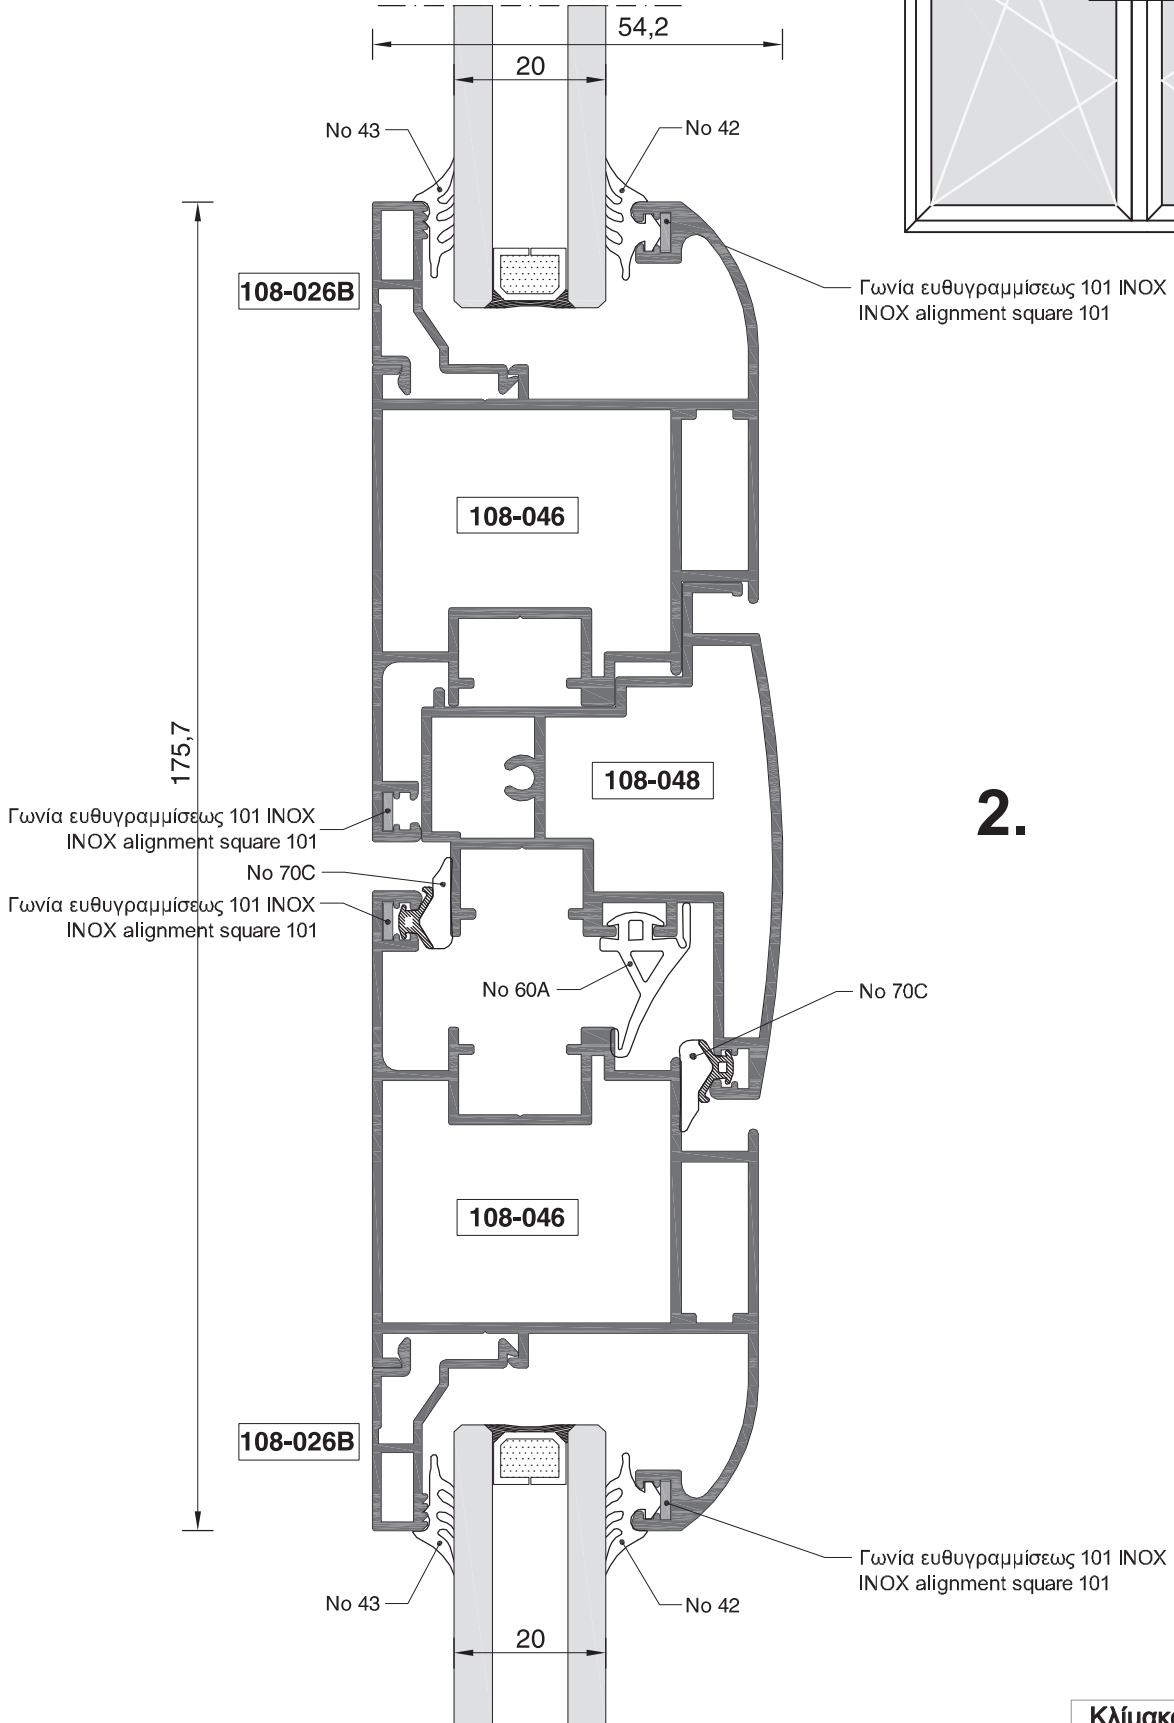 54,2
20
No 43
No 42
108-026B
Γωνία ευθυγραμμίσεως 101 INOX
INOX alignment square 101
108-046
175,7
108-048
2.
Γωνία ευθυγραμμίσεως 101 INOX
INOX alignment square 101
No 70C
Γωνία ευθυγραμμίσεως 101 INOX
INOX alignment square 101
No 60A
No 70C
108-046
108-026B
Γωνία ευθυγραμμίσεως 101 INOX
INOX alignment square 101
No 43
No 42
20